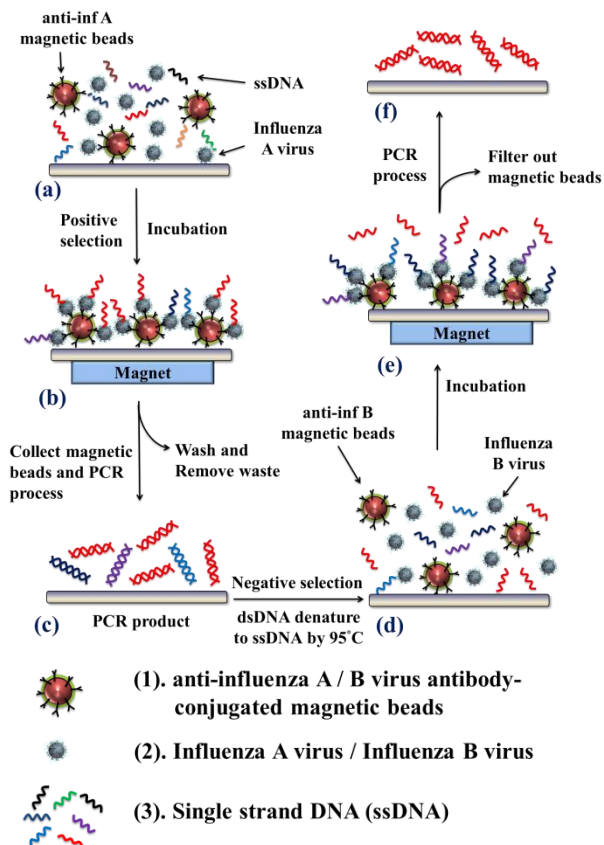 anti-inf A
magnetic beads
ssDNA
Influenza
A virus
(a)
Positive
selection
Incubation
(b)
Magnet
Collect magnetic
beads and PCR
process
Wash and
Remove waste
(c)
PCR product
Negative selection
dsDNA denature
to ssDNA by 95°C
(d)
anti-inf B
magnetic beads
Influenza
B virus
Incubation
(e)
Magnet
PCR
process
Filter out
magnetic beads
(f)
(1). anti-influenza A / B virus antibody-
conjugated magnetic beads
(2). Influenza A virus / Influenza B virus
(3). Single strand DNA (ssDNA)